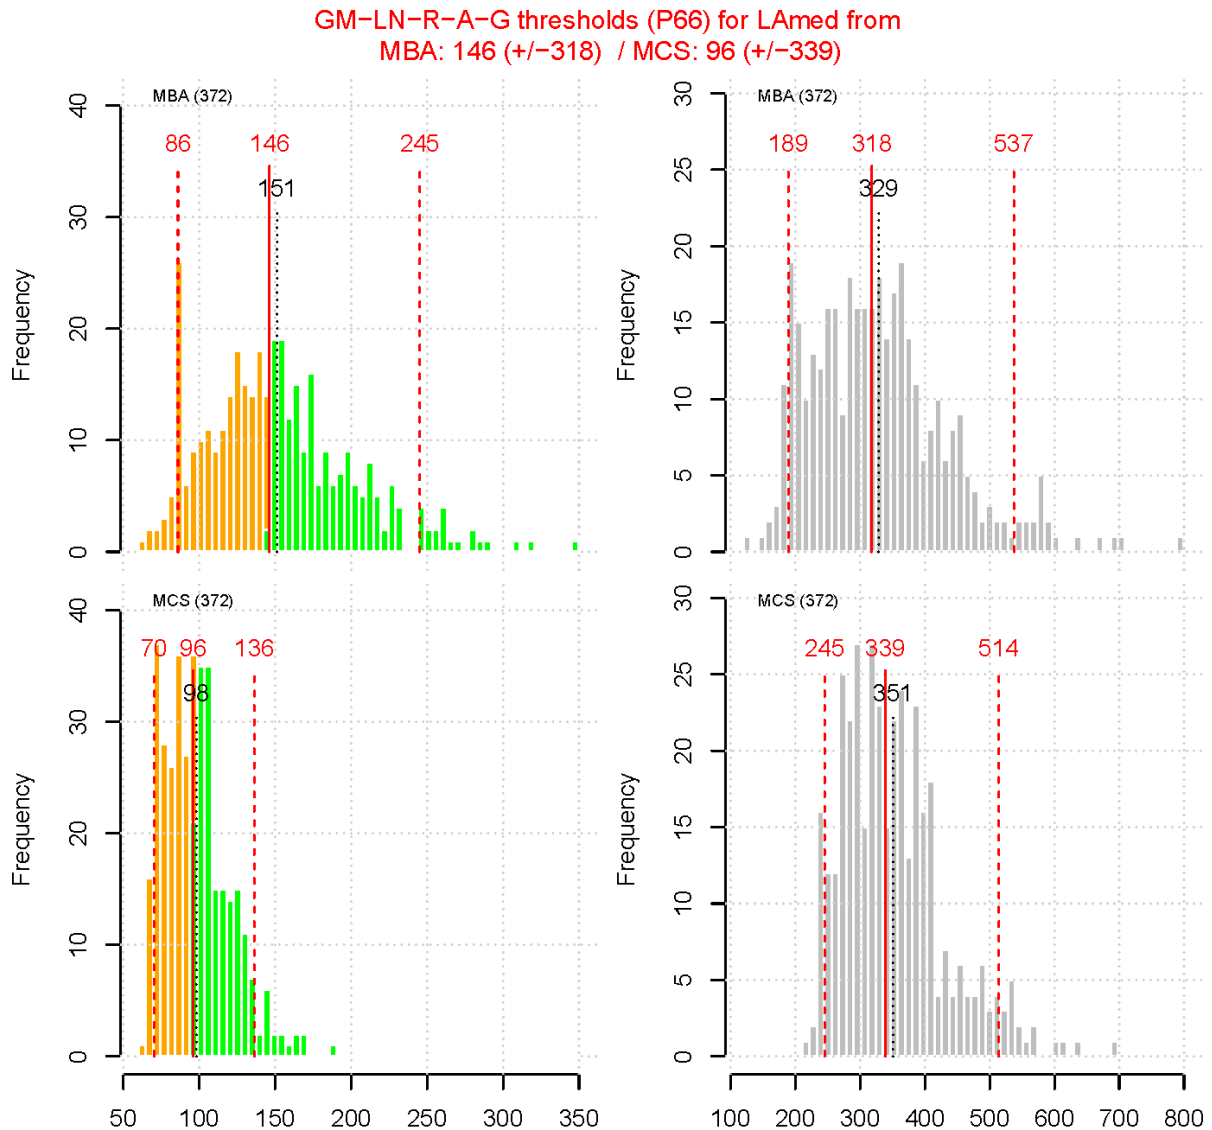 GM−LN−R−A−G thresholds (P66) for LAmed from
MBA: 146 (+/−318) / MCS: 96 (+/−339)
MBA (372)
86 146 245
151
Frequency
0 10 20 30 40
MBA (372)
189 318 537
329
Frequency
0 5 10 15 20 25 30
MCS (372)
70 96 136
98
Frequency
0 10 20 30 40
50 100 150 200 250 300 350
MCS (372)
245 339 514
351
Frequency
0 5 10 15 20 25 30
100 200 300 400 500 600 700 800